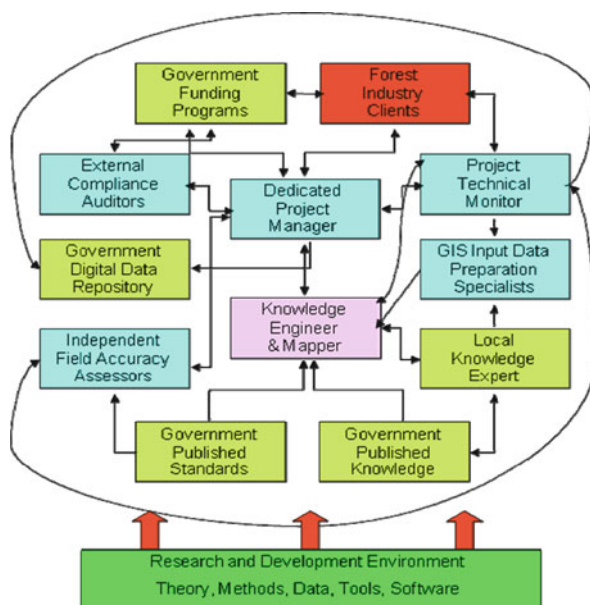 Government
Funding
Programs
Forest
Industry
Clients
External
Compliance
Auditors
Dedicated
Project
Manager
Project
Technical
Monitor
Government
Digital Data
Repository
GIS Input Data
Preparation
Specialists
Knowledge
Engineer
& Mapper
Independent
Field Accuracy
Assessors
Local
Knowledge
Expert
Government
Published
Standards
Government
Published
Knowledge
Research and Development Environment
Theory, Methods, Data, Tools, Software